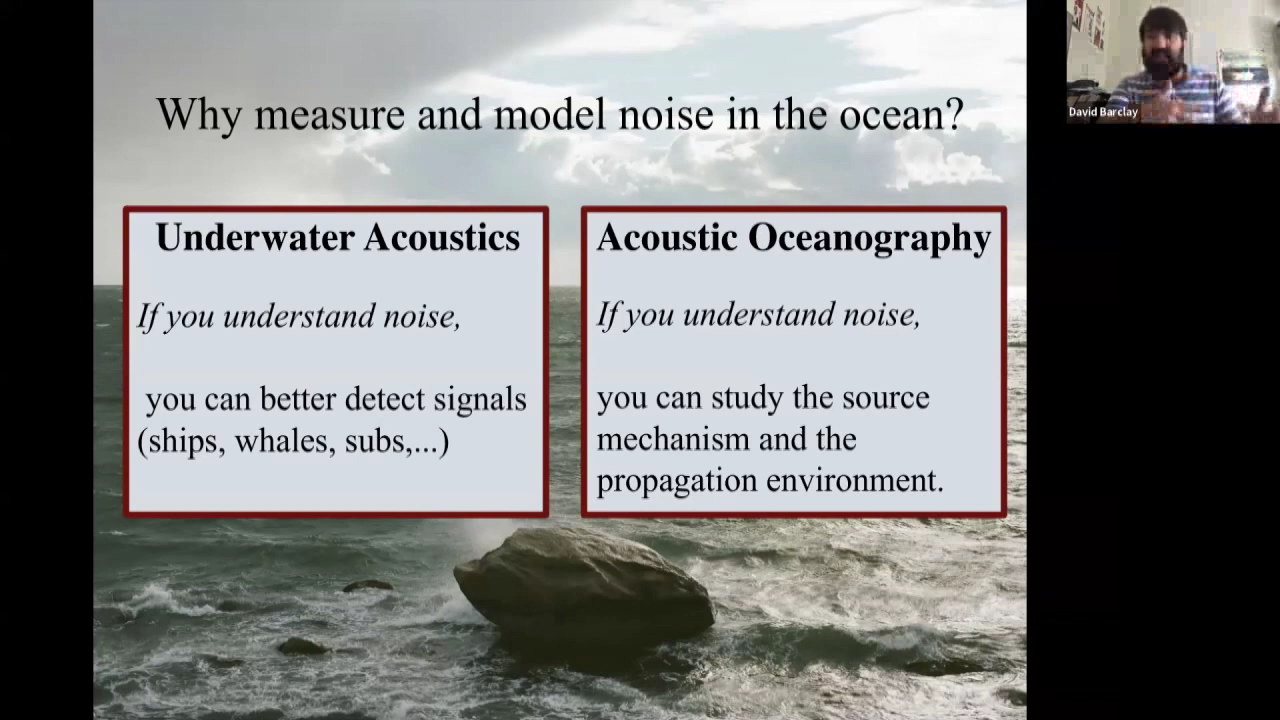 Why measure and model noise in the ocean?
Underwater Acoustics
If you understand noise,
you can better detect signals
(ships, whales, subs,...)
Acoustic Oceanography
If you understand noise,
you can study the source
mechanism and the
propagation environment.
David Barclay